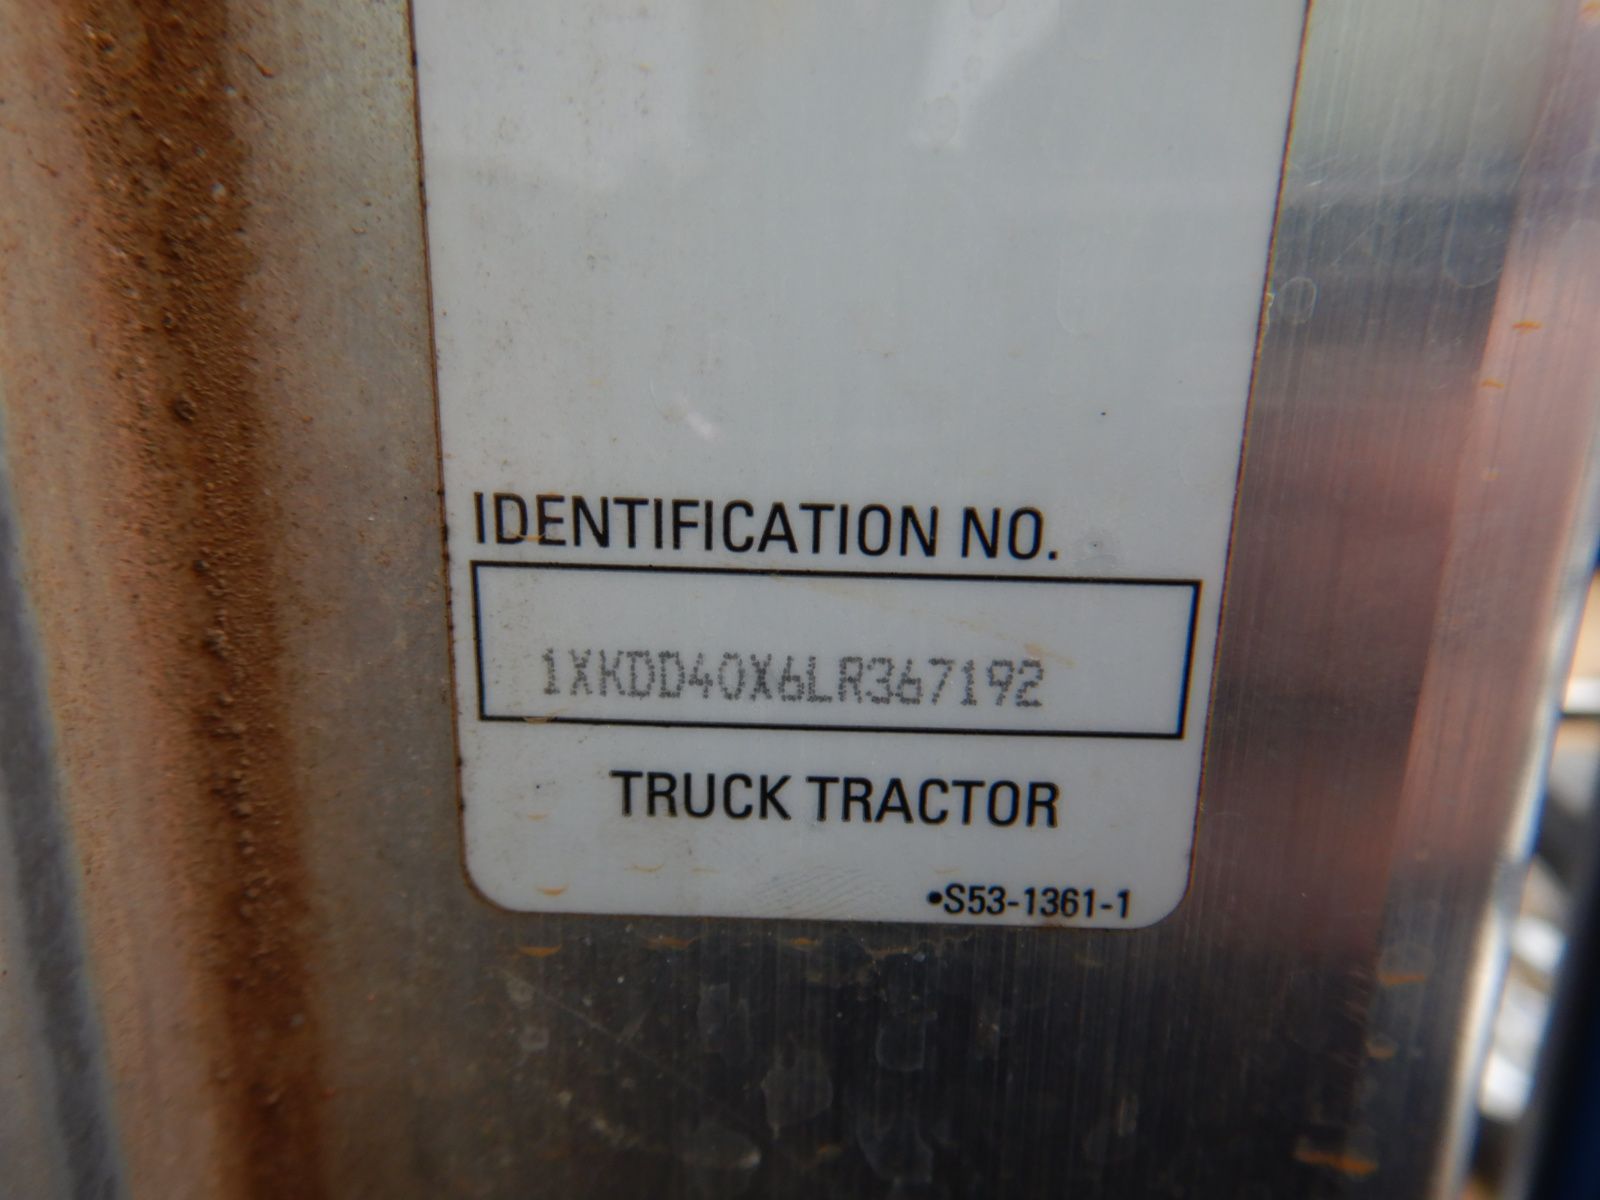 IDENTIFICATION NO.
1XKDD40X6LR367192
TRUCK TRACTOR
•S53-1361-1